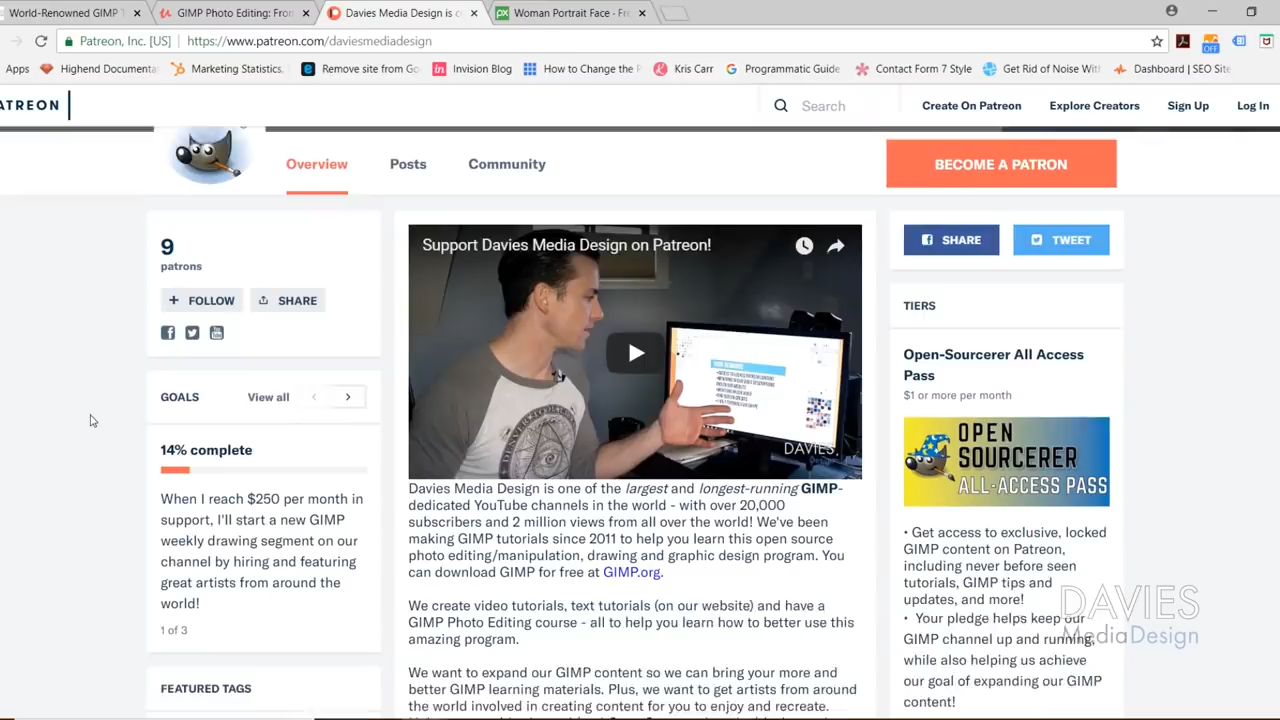 World-Renowned GIMP
GIMP Photo Editing: From
Davies Media Design is c
Woman Portrait Face - Fre
Patreon, Inc. [US]
https://www.patreon.com/daviesmediadesign
OFF
Apps
Highend Documenta
Marketing Statistics,
Remove site from Go
Invision Blog
How to Change the P
Kris Carr
Programmatic Guide
Contact Form 7 Style
Get Rid of Noise With
Dashboard | SEO Site
ATREON
Search
Create On Patreon
Explore Creators
Sign Up
Log In
Overview
Posts
Community
BECOME A PATRON
9
patrons
+ FOLLOW
SHARE
GOALS
View all
14% complete
When I reach $250 per month in
support, I'll start a new GIMP
weekly drawing segment on our
channel by hiring and featuring
great artists from around the
world!
1 of 3
FEATURED TAGS
Support Davies Media Design on Patreon!
DAVIES
Davies Media Design is one of the largest and longest-running GIMP-
dedicated YouTube channels in the world - with over 20,000
subscribers and 2 million views from all over the world! We've been
making GIMP tutorials since 2011 to help you learn this open source
photo editing/manipulation, drawing and graphic design program. You
can download GIMP for free at GIMP.org.
We create video tutorials, text tutorials (on our website) and have a
GIMP Photo Editing course - all to help you learn how to better use this
amazing program.
We want to expand our GIMP content so we can bring your more and
better GIMP learning materials. Plus, we want to get artists from around
the world involved in creating content for you to enjoy and recreate.
SHARE
TWEET
TIERS
Open-Sourcerer All Access
Pass
$1 or more per month
OPEN
SOURCERER
ALL-ACCESS PASS
• Get access to exclusive, locked
GIMP content on Patreon,
including never before seen
tutorials, GIMP tips and
updates, and more!
• Your pledge helps keep our
GIMP channel up and running,
while also helping us achieve
our goal of expanding our GIMP
content!
DAVIES
MediaDesign